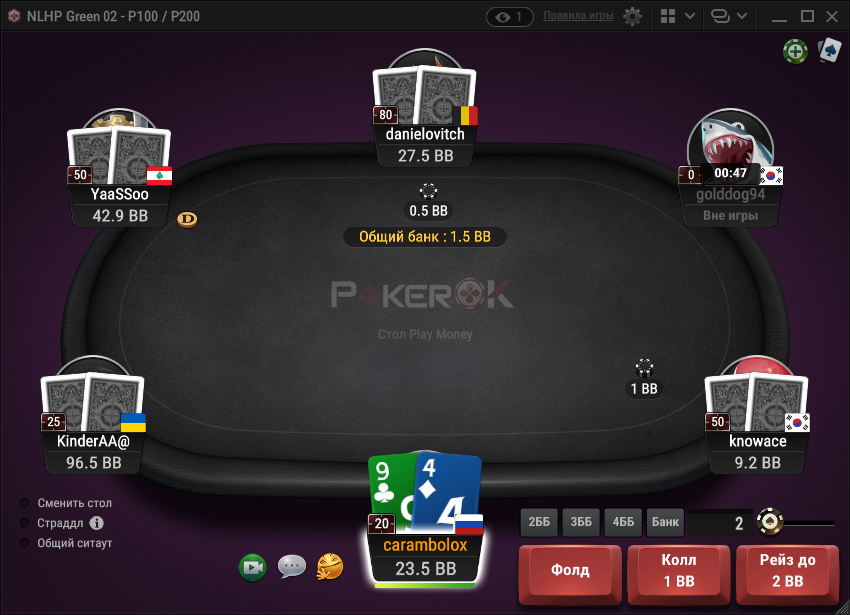 NLHP Green 02 - P100 / P200
1
Правила игры
80
danielovitch
27.5 BB
50
YaaSSoo
42.9 BB
0
00:47
golddog94
Вне игры
D
0.5 BB
Общий банк : 1.5 BB
POKEROK
Стол Play Money
1 BB
25
KinderAA@
96.5 BB
50
knowace
9.2 BB
9
4
4
20
carambolox
23.5 BB
Сменить стол
Страддл i
Общий ситаут
2ББ
3ББ
4ББ
Банк
2
Фолд
Колл
1 BB
Рейз до
2 BB